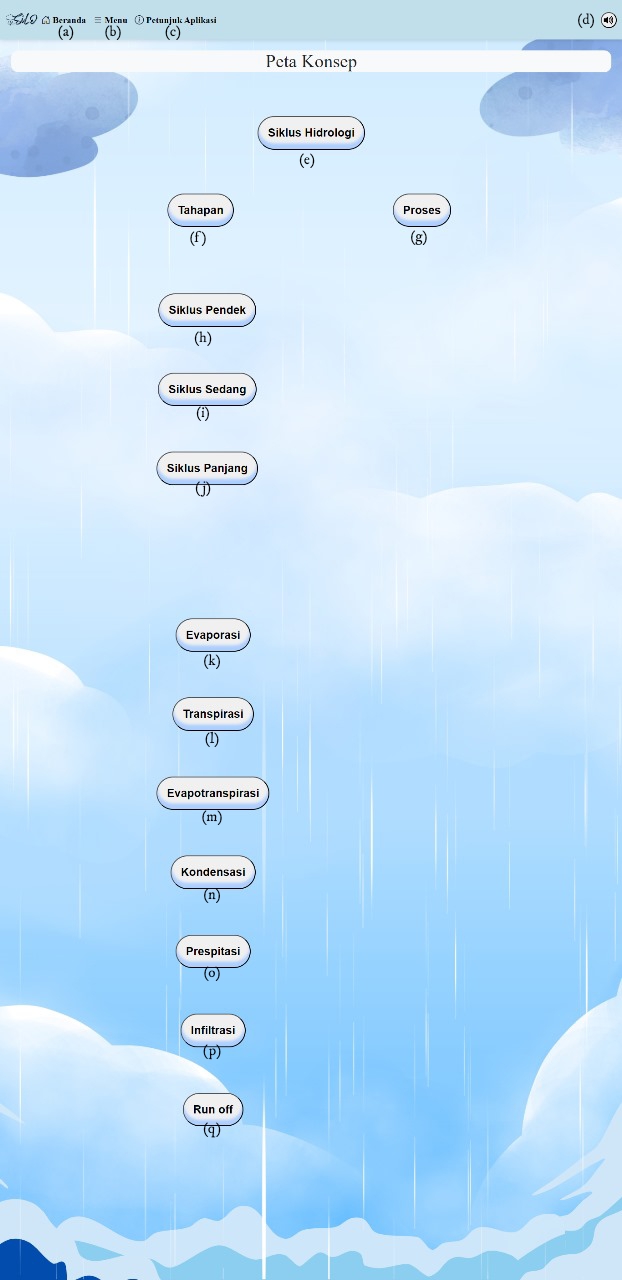 SiLO Beranda Menu Petunjuk Aplikasi (d)
(a) (b) (c)
Peta Konsep
Siklus Hidrologi
(e)
Tahapan Proses
(f) (g)
Siklus Pendek
(h)
Siklus Sedang
(i)
Siklus Panjang
(j)
Evaporasi
(k)
Transpirasi
(l)
Evapotranspirasi
(m)
Kondensasi
(n)
Prespitasi
(o)
Infiltrasi
(p)
Run off
(q)